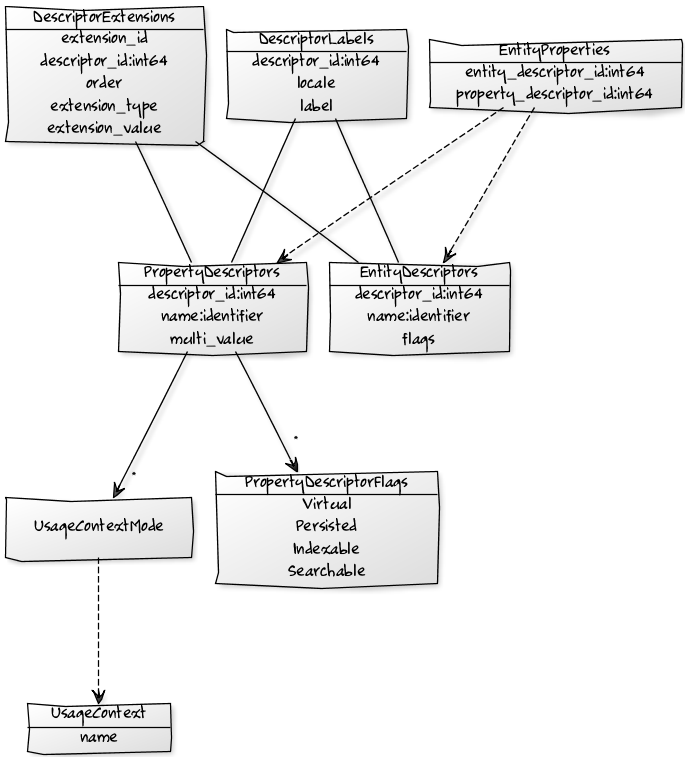 DescriptorExtensions
extension_id
descriptor_id:int64
order
extension_type
extension_value
DescriptorLabels
descriptor_id:int64
locale
label
EntityProperties
entity_descriptor_id:int64
property_descriptor_id:int64
PropertyDescriptors
descriptor_id:int64
name:identifier
multi_value
EntityDescriptors
descriptor_id:int64
name:identifier
flags
*
*
UsageContextMode
PropertyDescriptorFlags
Virtual
Persisted
Indexable
Searchable
UsageContext
name